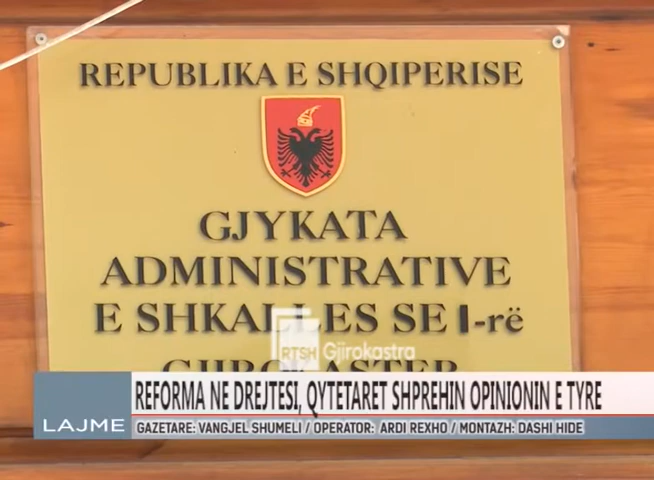 REPUBLIKA E SHQIPERISE
GJYKATA
ADMINISTRATIVE
E SHKALLES SE I-rë
GJIROKASTER
RTSH Gjirokastra
REFORMA NE DREJTESI, QYTETARET SHPREHIN OPINIONIN E TYRE
LAJME
GAZETARE: VANGJEL SHUMELI / OPERATOR: ARDI REXHO / MONTAZH: DASHI HIDE